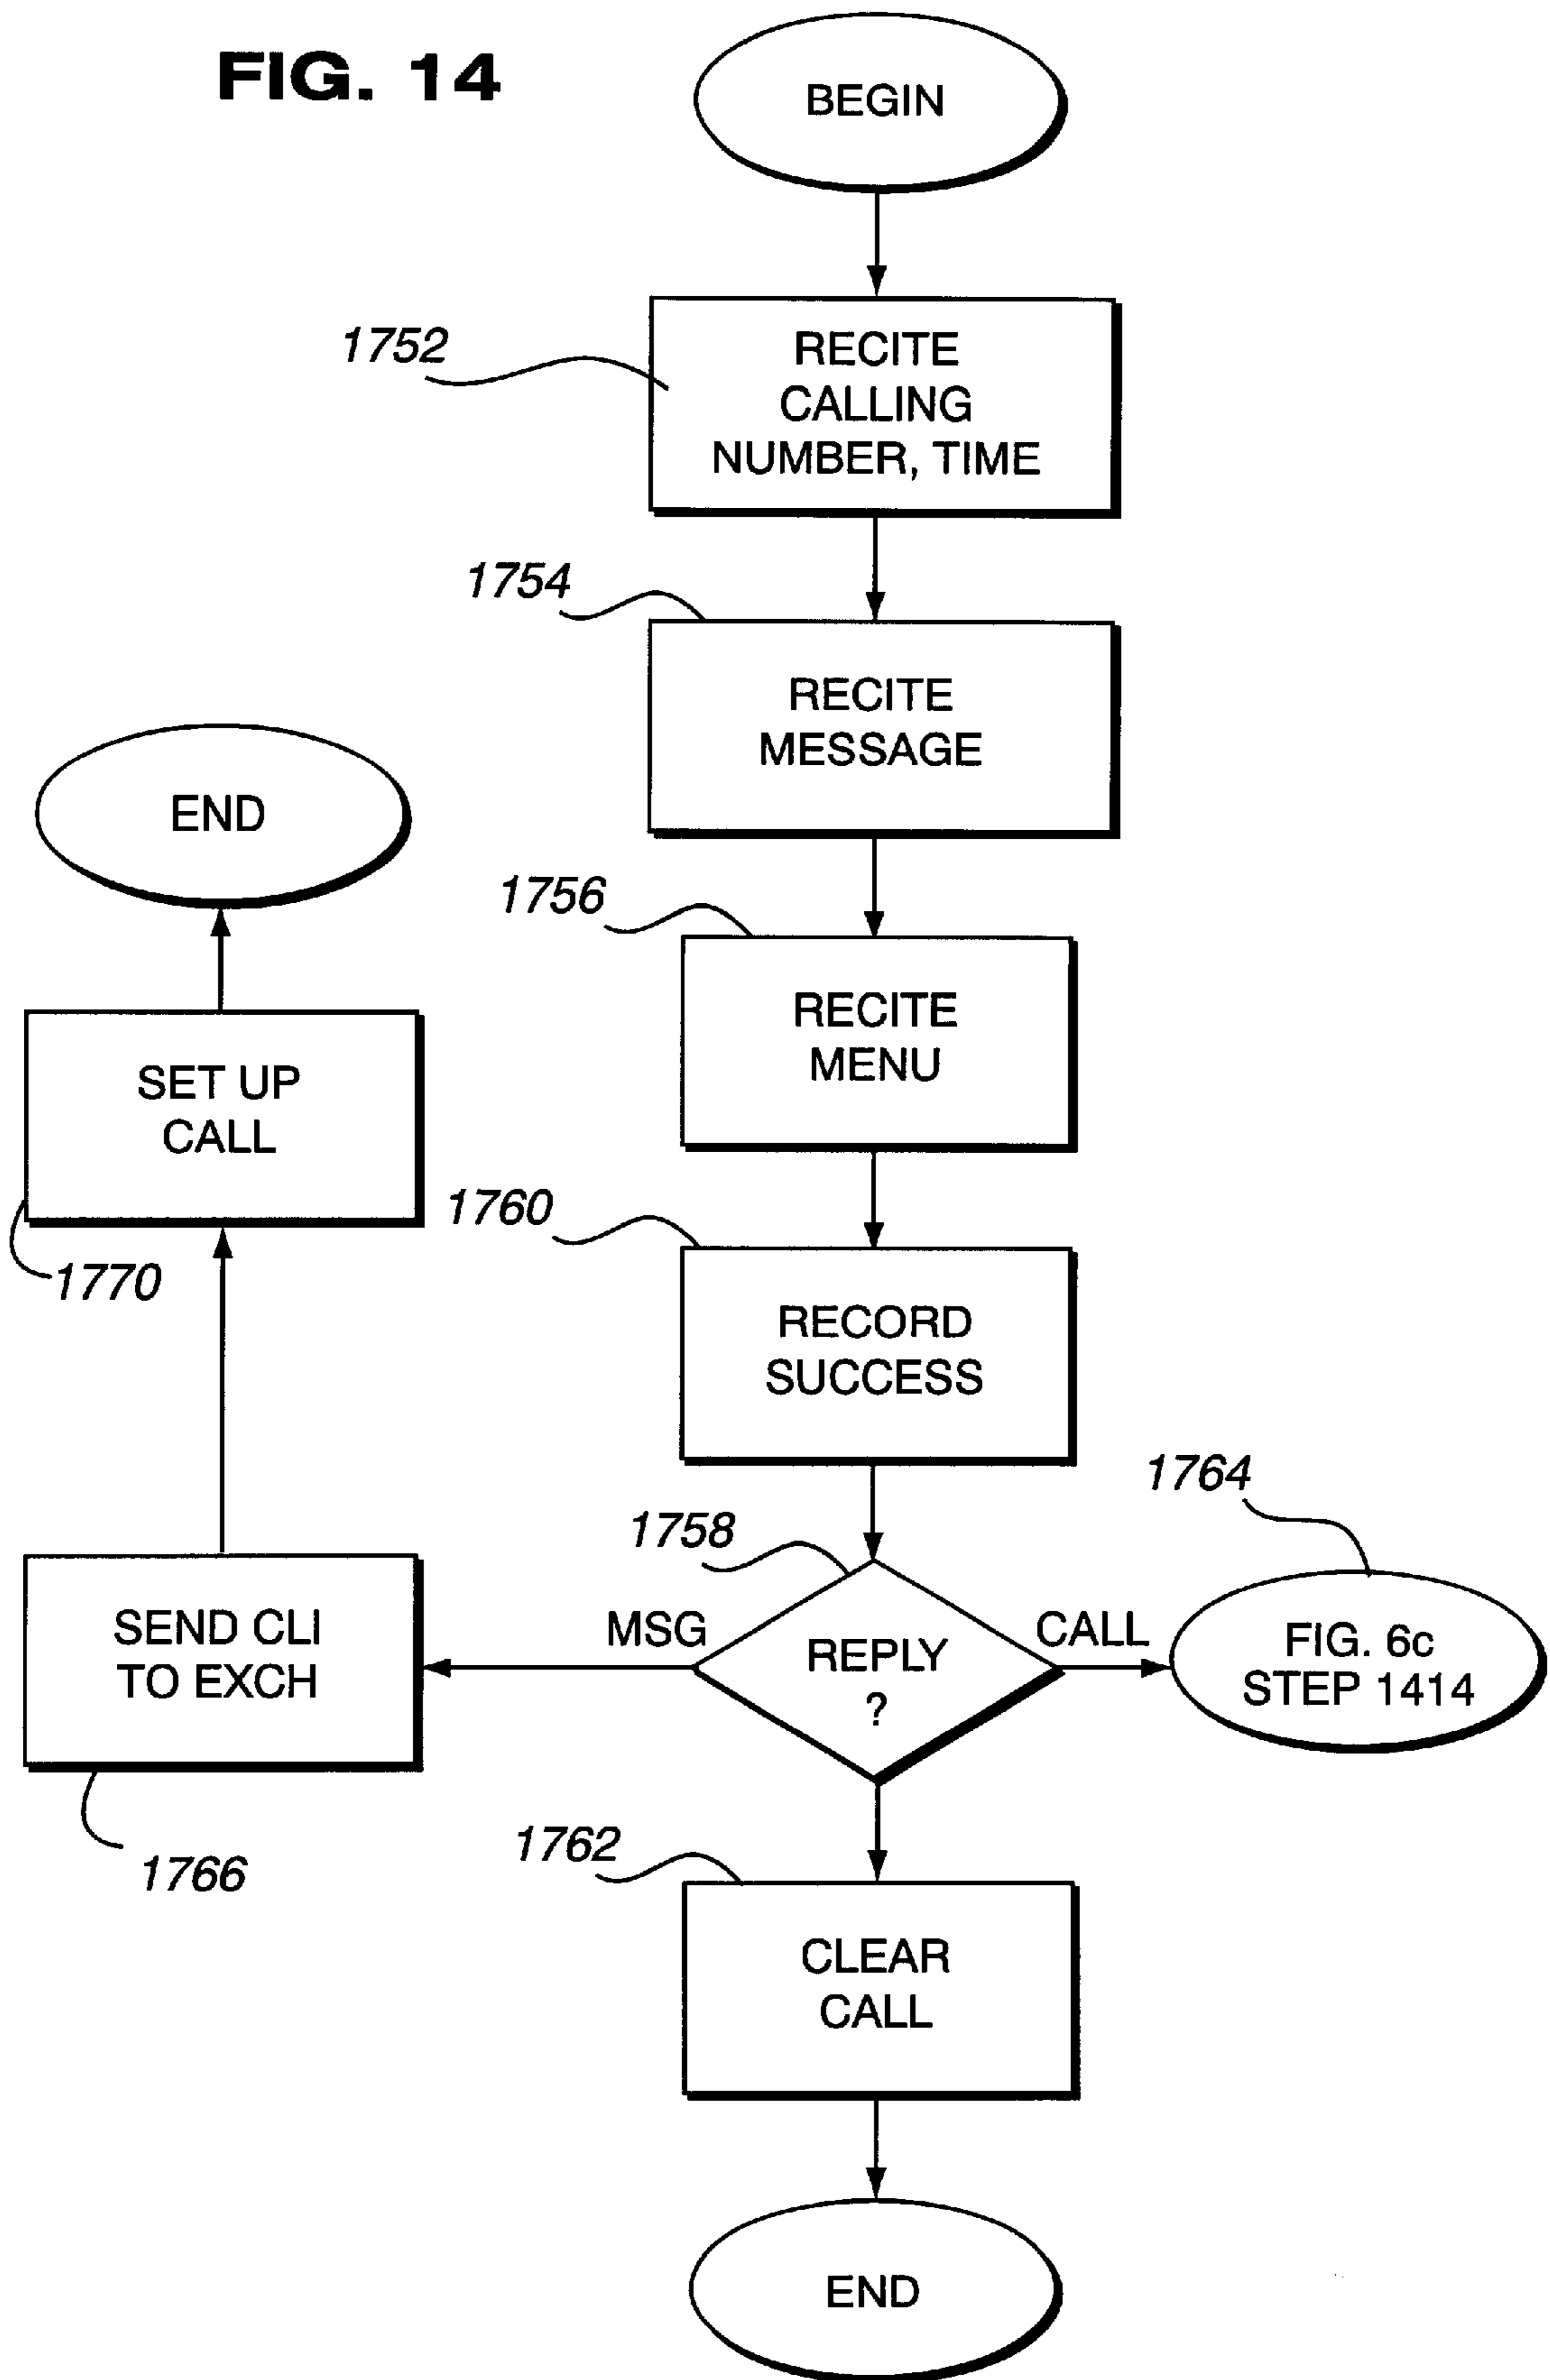 FIG. 14
BEGIN
1752
RECITE
CALLING
NUMBER, TIME
1754
RECITE
MESSAGE
END
1756
RECITE
MENU
SET UP
CALL
1770
1760
RECORD
SUCCESS
1764
1758
SEND CLI
TO EXCH
MSG
REPLY
?
CALL
FIG. 6c
STEP 1414
1766
1762
CLEAR
CALL
END